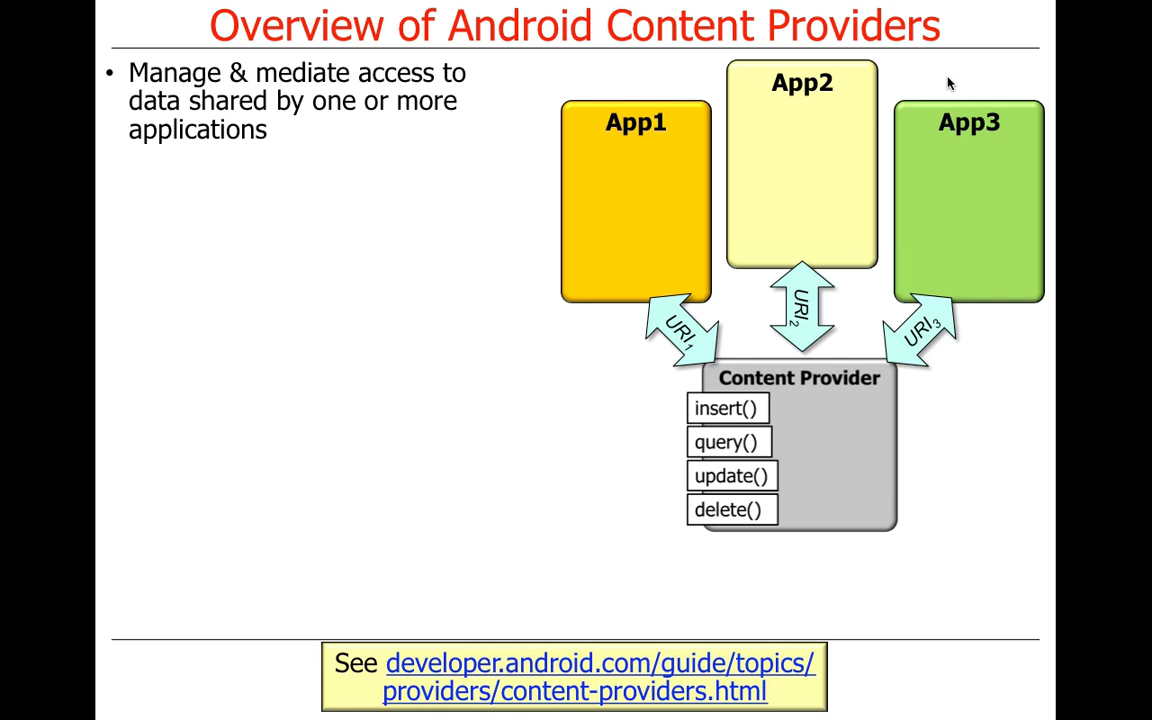 Overview of Android Content Providers
• Manage & mediate access to
data shared by one or more
applications
App1
App2
App3
URI1
URI2
URI3
Content Provider
insert()
query()
update()
delete()
See developer.android.com/guide/topics/
providers/content-providers.html